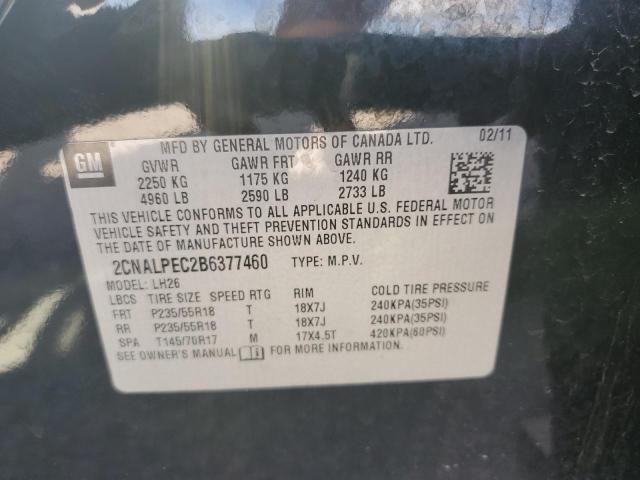 MFD BY GENERAL MOTORS OF CANADA LTD. 02/11
GM
GVWR GAWR FRT GAWR RR
2250 KG 1175 KG 1240 KG
4960 LB 2590 LB 2733 LB
THIS VEHICLE CONFORMS TO ALL APPLICABLE U.S. FEDERAL MOTOR
VEHICLE SAFETY AND THEFT PREVENTION STANDARDS IN EFFECT ON
THE DATE OF MANUFACTURE SHOWN ABOVE.
2CNALPEC2B6377460 TYPE: M.P.V.
MODEL: LH26
LBCS TIRE SIZE SPEED RTG RIM COLD TIRE PRESSURE
FRT P235/55R18 T 18X7J 240KPA(35PSI)
RR P235/55R18 T 18X7J 240KPA(35PSI)
SPA T145/70R17 M 17X4.5T 420KPA(60PSI)
SEE OWNER'S MANUAL FOR MORE INFORMATION.